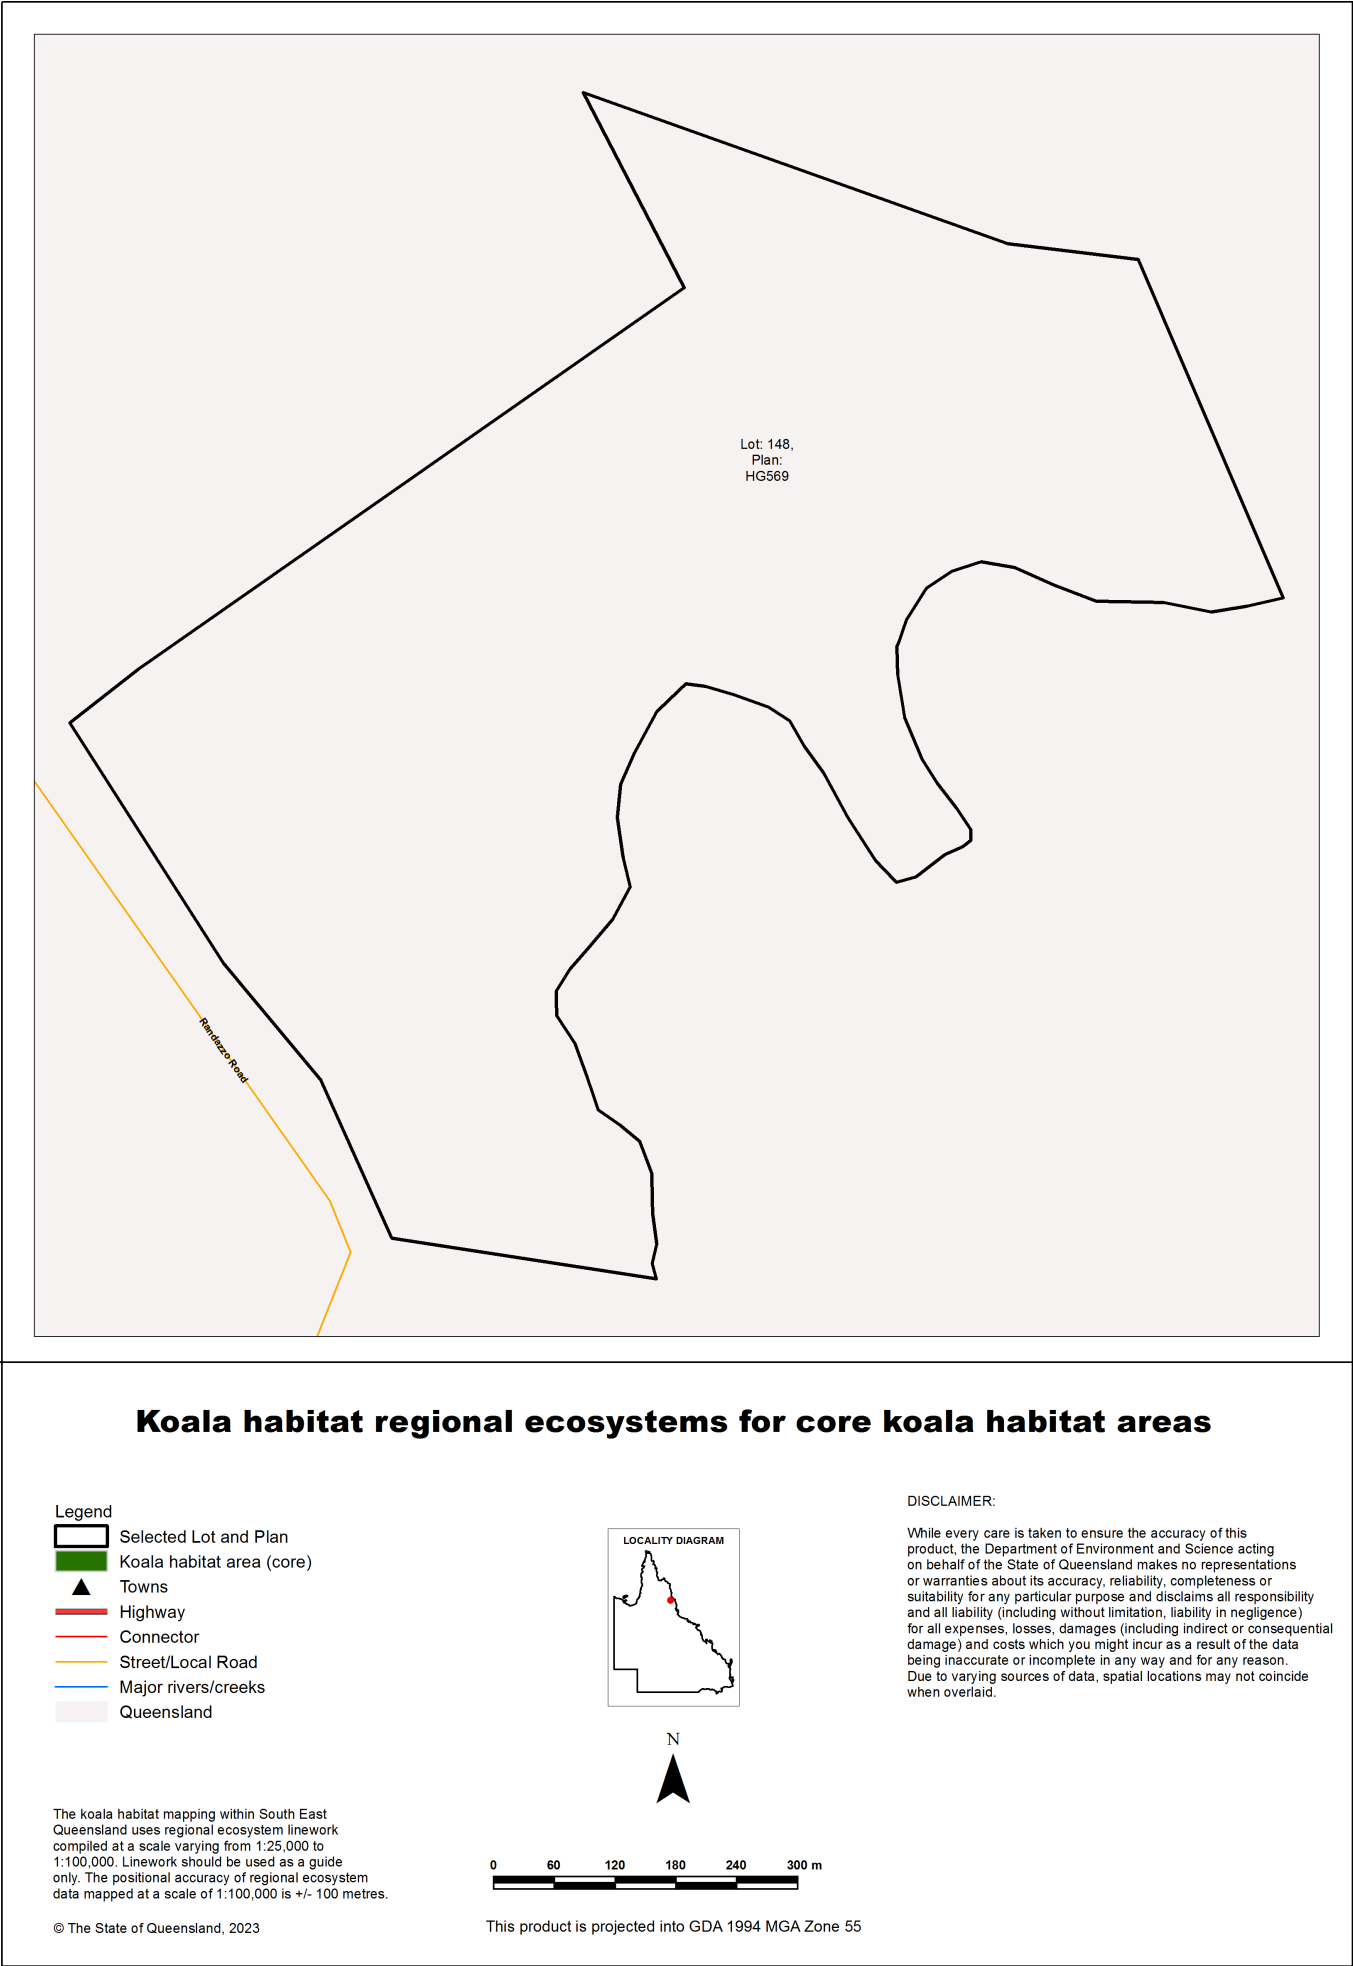 Lot: 148,
Plan:
HG569
Randazzo Road
Koala habitat regional ecosystems for core koala habitat areas
Legend
Selected Lot and Plan
Koala habitat area (core)
Towns
Highway
Connector
Street/Local Road
Major rivers/creeks
Queensland
The koala habitat mapping within South East
Queensland uses regional ecosystem linework
compiled at a scale varying from 1:25,000 to
1:100,000. Linework should be used as a guide
only. The positional accuracy of regional ecosystem
data mapped at a scale of 1:100,000 is +/- 100 metres.
© The State of Queensland, 2023
LOCALITY DIAGRAM
N
0 60 120 180 240 300 m
This product is projected into GDA 1994 MGA Zone 55
DISCLAIMER:
While every care is taken to ensure the accuracy of this
product, the Department of Environment and Science acting
on behalf of the State of Queensland makes no representations
or warranties about its accuracy, reliability, completeness or
suitability for any particular purpose and disclaims all responsibility
and all liability (including without limitation, liability in negligence)
for all expenses, losses, damages (including indirect or consequential
damage) and costs which you might incur as a result of the data
being inaccurate or incomplete in any way and for any reason.
Due to varying sources of data, spatial locations may not coincide
when overlaid.